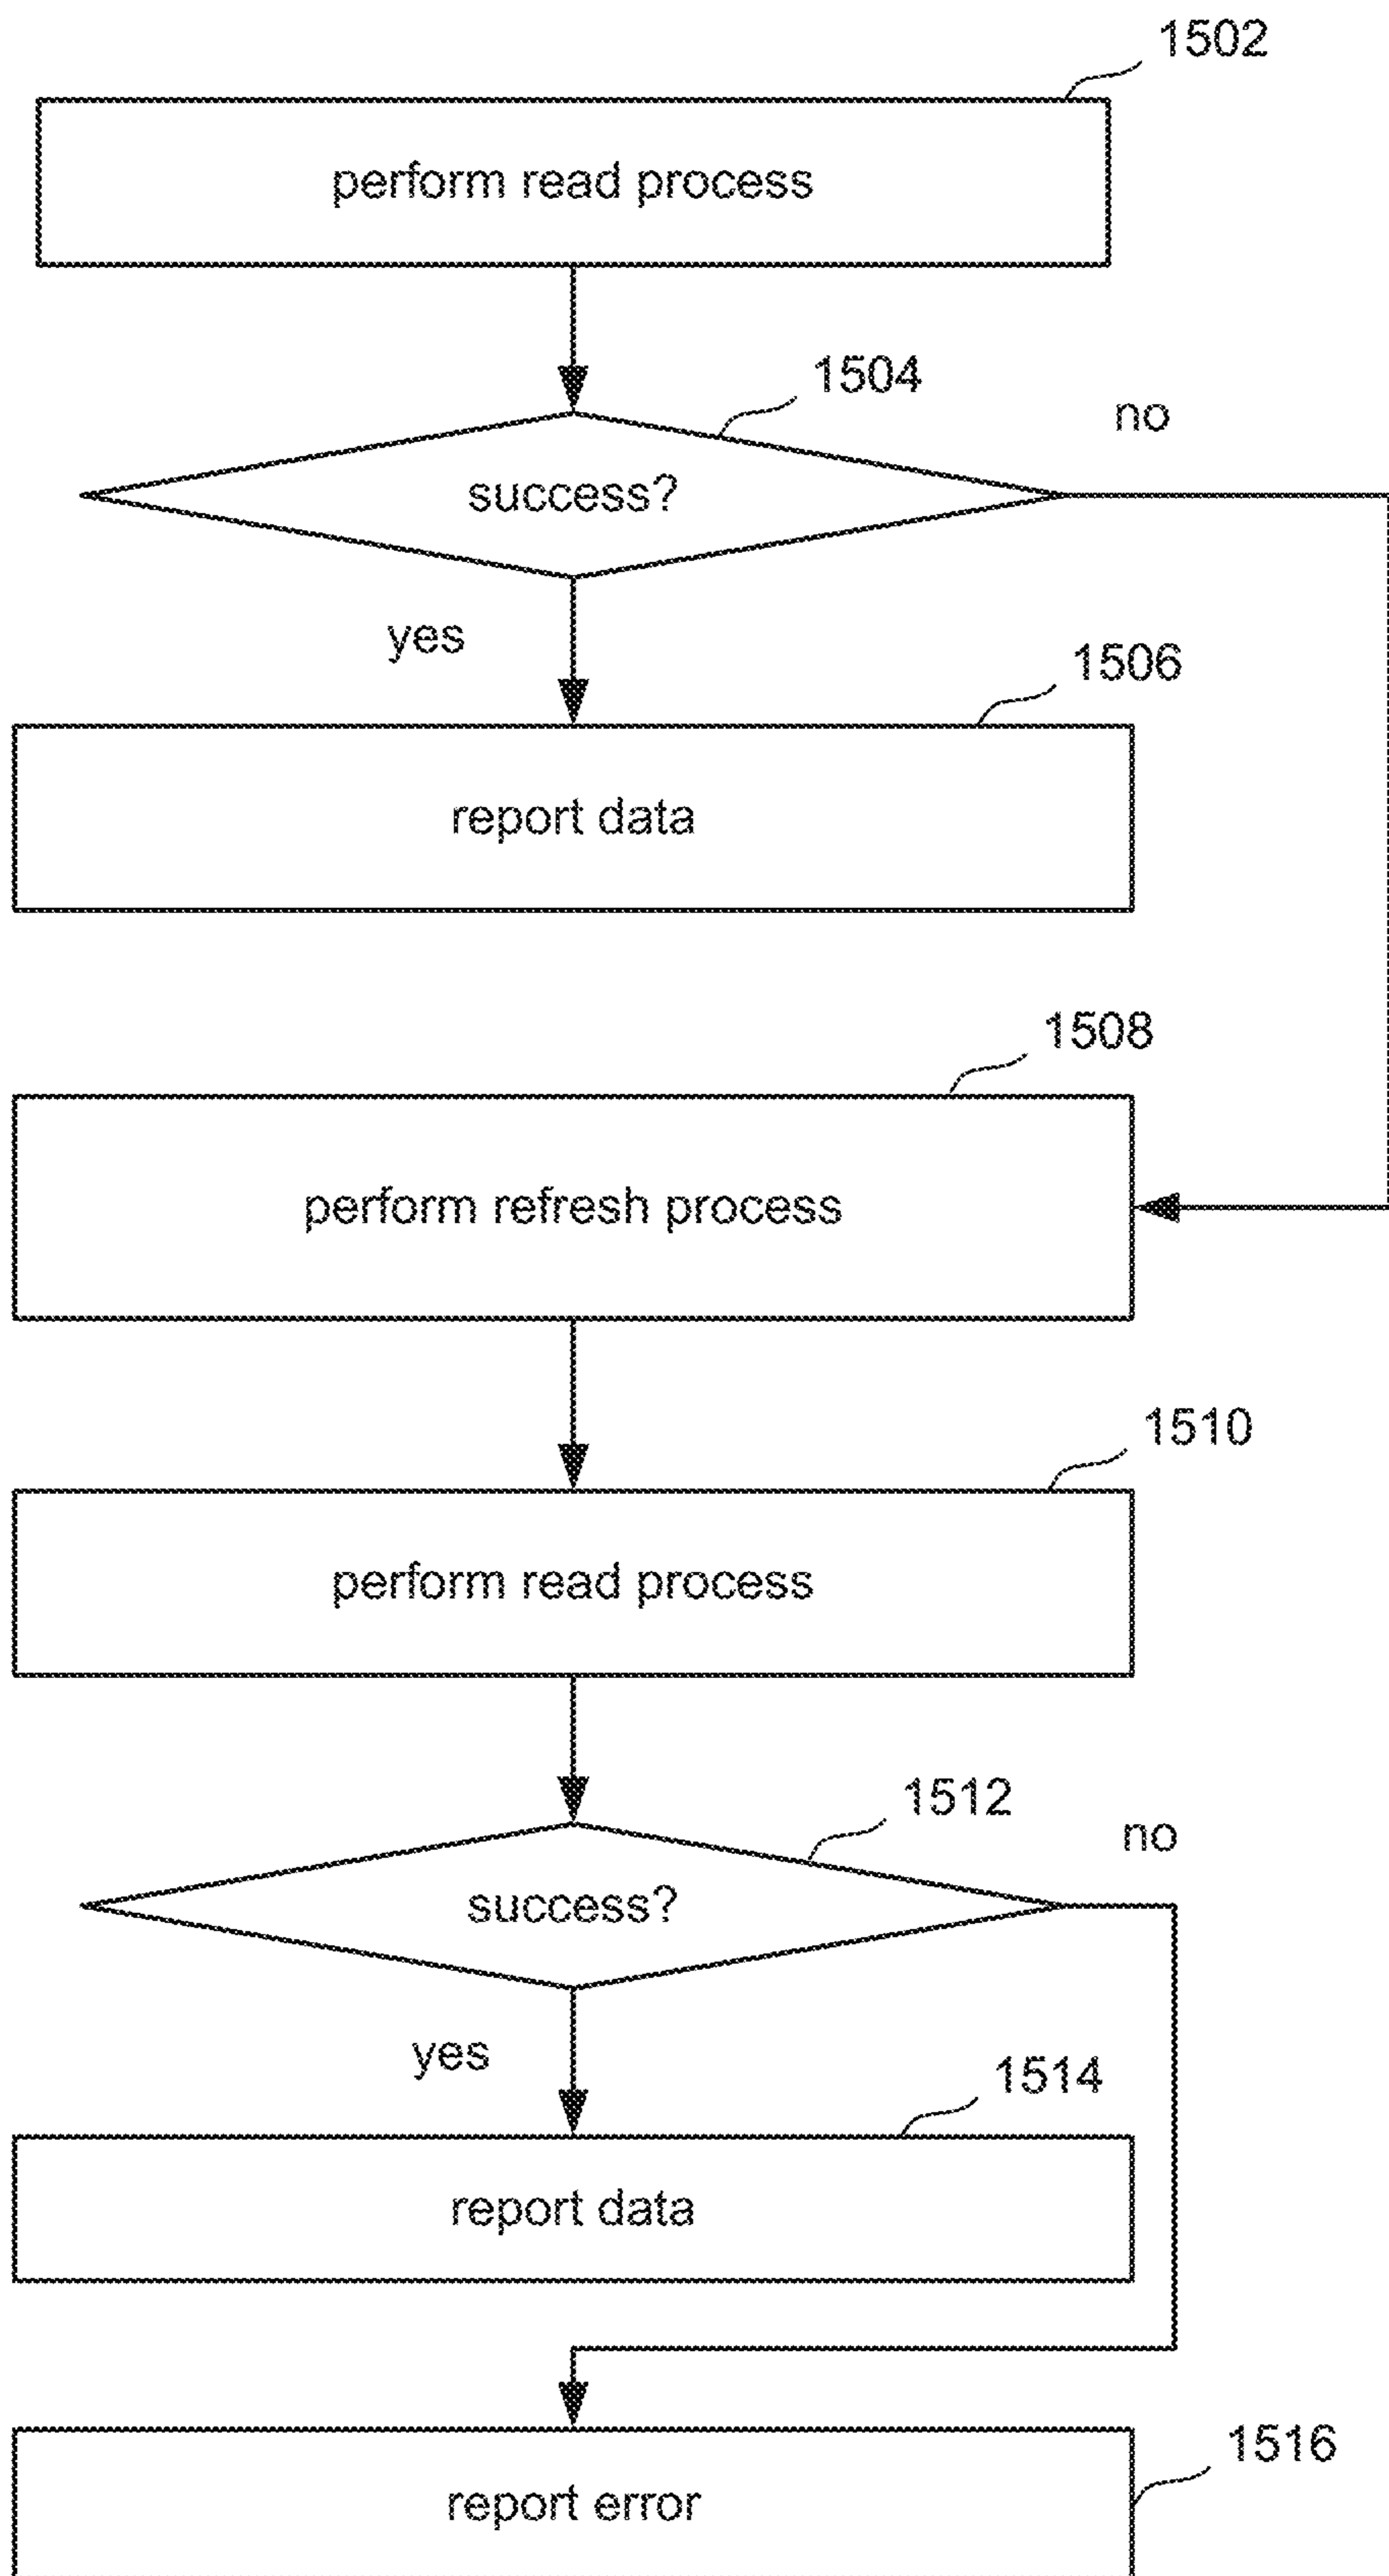 1502
perform read process
1504
no
success?
yes
1506
report data
1508
perform refresh process
1510
perform read process
1512
no
success?
yes
1514
report data
1516
report error